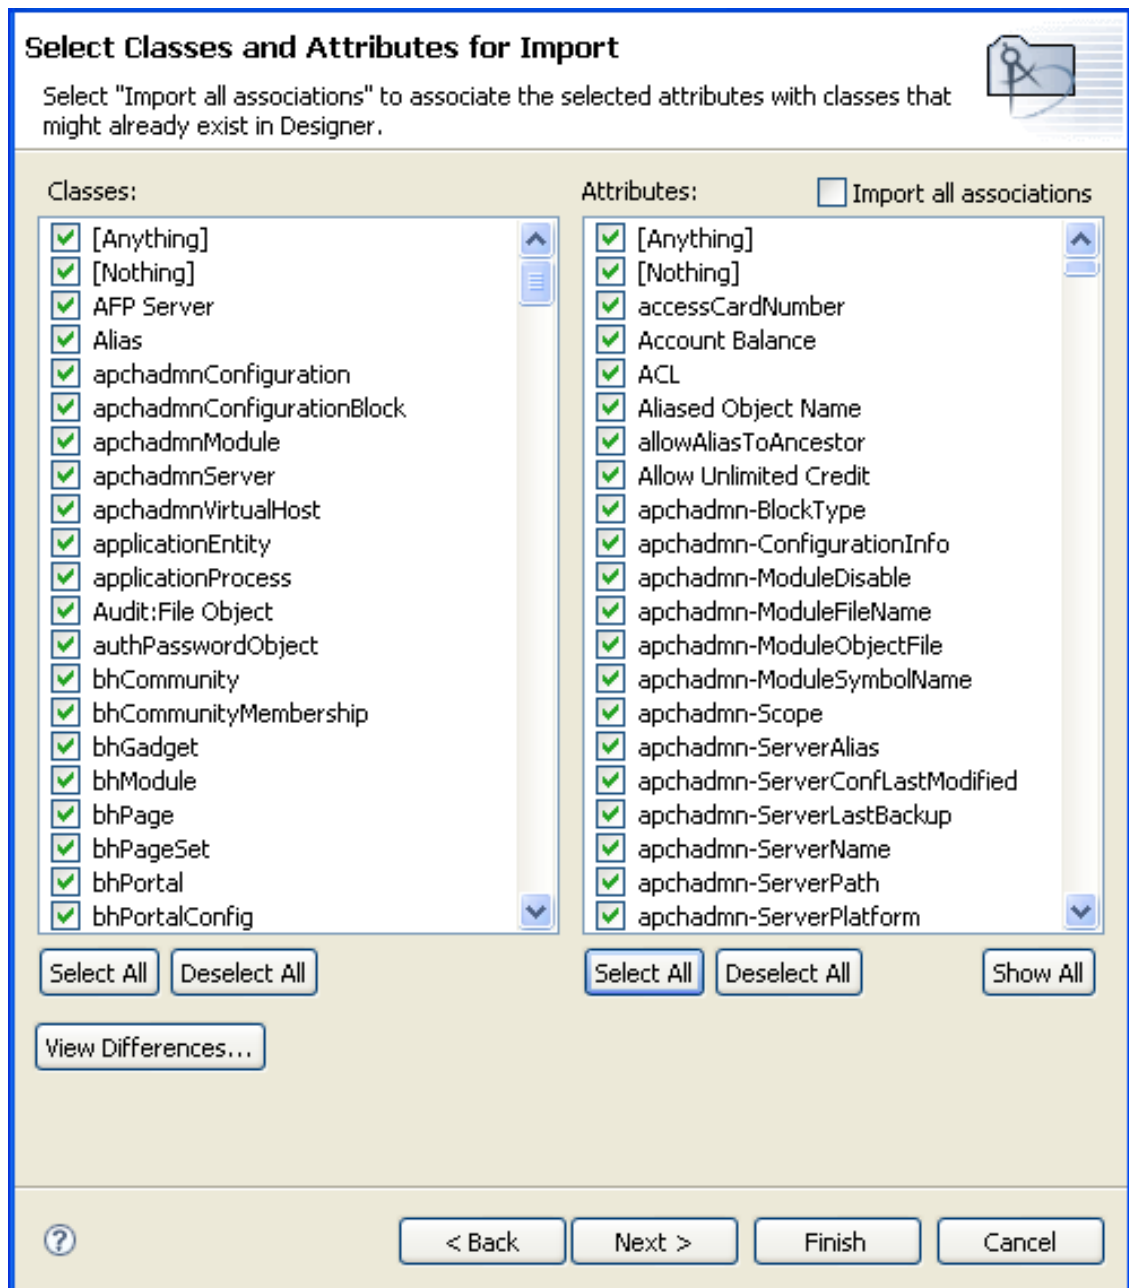 Select Classes and Attributes for Import
Select "Import all associations" to associate the selected attributes with classes that
might already exist in Designer.
Classes:
[Anything]
[Nothing]
AFP Server
Alias
apchadmnConfiguration
apchadmnConfigurationBlock
apchadmnModule
apchadmnServer
apchadmnVirtualHost
applicationEntity
applicationProcess
Audit:File Object
authPasswordObject
bhCommunity
bhCommunityMembership
bhGadget
bhModule
bhPage
bhPageSet
bhPortal
bhPortalConfig
Select All
Deselect All
Attributes:
Import all associations
[Anything]
[Nothing]
accessCardNumber
Account Balance
ACL
Aliased Object Name
allowAliasToAncestor
Allow Unlimited Credit
apchadmn-BlockType
apchadmn-ConfigurationInfo
apchadmn-ModuleDisable
apchadmn-ModuleFileName
apchadmn-ModuleObjectFile
apchadmn-ModuleSymbolName
apchadmn-Scope
apchadmn-ServerAlias
apchadmn-ServerConfLastModified
apchadmn-ServerLastBackup
apchadmn-ServerName
apchadmn-ServerPath
apchadmn-ServerPlatform
Select All
Deselect All
Show All
View Differences...
?
< Back
Next >
Finish
Cancel